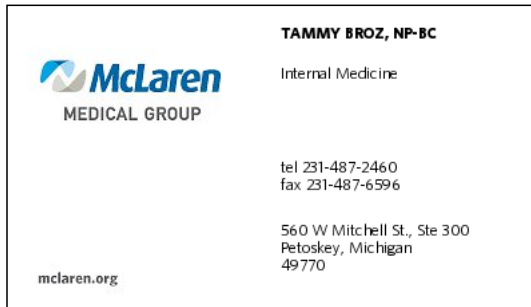 McLaren
MEDICAL GROUP
mclaren.org
TAMMY BROZ, NP-BC
Internal Medicine
tel 231-487-2460
fax 231-487-6596
560 W Mitchell St., Ste 300
Petoskey, Michigan
49770